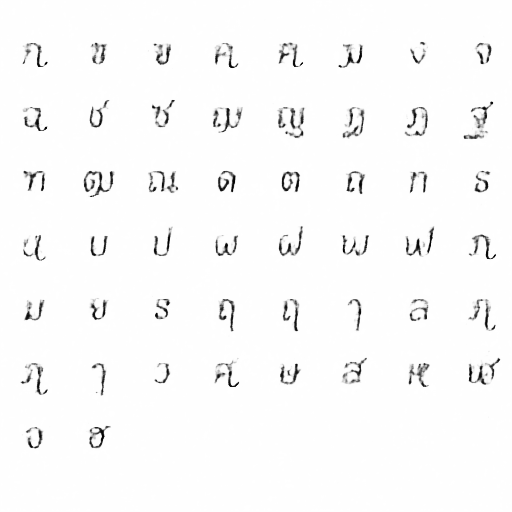 ก ข ฃ ค ฅ ฆ ง จ
ฉ ช ซ ฌ ญ ฎ ฏ ฐ
ฑ ฒ ณ ด ต ถ ท ธ
น บ ป ผ ฝ พ ฟ ภ
ม ย ร ฤ ฤ ๅ ล ฦ
ฦ ๅ ว ศ ษ ส ห ฬ
อ ฮ